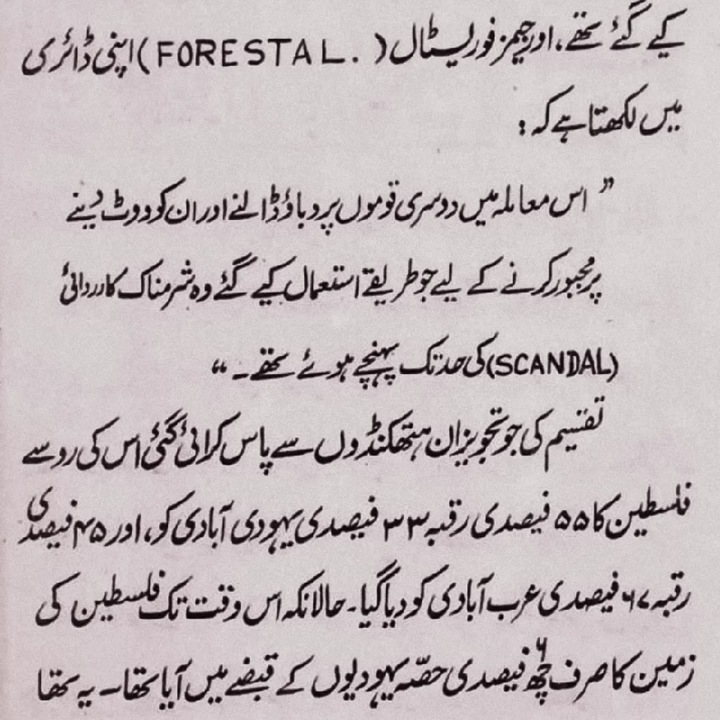 کیے گئے تھے، اور جیمز فورسٹال (FORESTAL.) اپنی ڈائری
میں لکھتا ہے کہ:
” اس معاملہ میں دوسری قوموں پر دباؤ ڈالنے اور ان کو ووٹ دینے
پر مجبور کرنے کے لیے جو طریقے استعمال کیے گئے وہ شرمناک کارروائی
(SCANDAL) کی حد تک پہنچے ہوئے تھے۔ “
تقسیم کی جو تجویز ان ہتھکنڈوں سے پاس کرائی گئی اس کی رو سے
فلسطین کا ۵۵ فیصدی رقبہ ۳۳ فیصدی یہودی آبادی کو، اور ۴۵ فیصدی
رقبہ ۶۷ فیصدی عرب آبادی کو دیا گیا۔ حالانکہ اس وقت تک فلسطین کی
زمین کا صرف چھ ۶ فیصدی حصّہ یہودیوں کے قبضے میں آیا تھا۔ یہ تھا